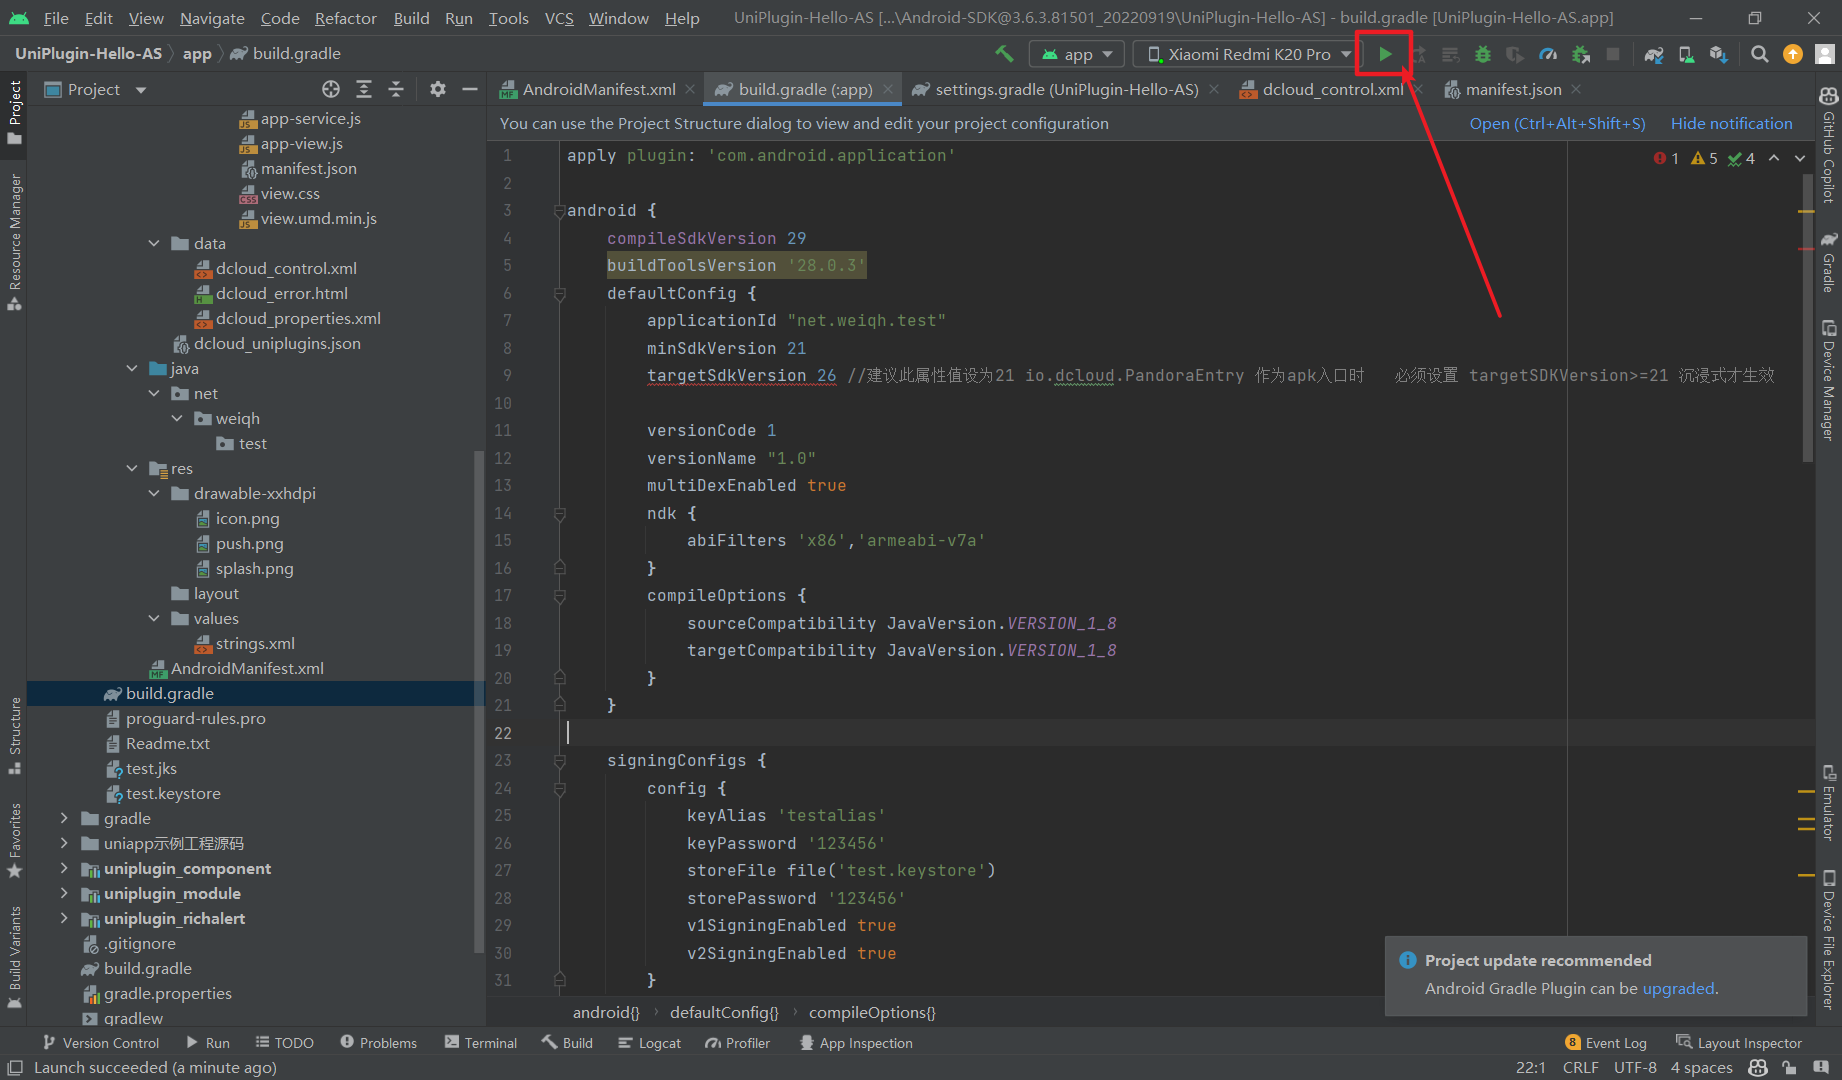 File Edit View Navigate Code Refactor Build Run Tools VCS Window Help UniPlugin-Hello-AS [...\Android-SDK@3.6.3.81501_20220919\UniPlugin-Hello-AS] - build.gradle [UniPlugin-Hello-AS.app]
UniPlugin-Hello-AS app build.gradle app Xiaomi Redmi K20 Pro
Project
AndroidManifest.xml build.gradle (:app) settings.gradle (UniPlugin-Hello-AS) dcloud_control.xml manifest.json
You can use the Project Structure dialog to view and edit your project configuration Open (Ctrl+Alt+Shift+S) Hide notification
Project
Resource Manager
Structure
Favorites
Build Variants
app-service.js
app-view.js
manifest.json
view.css
view.umd.min.js
data
dcloud_control.xml
dcloud_error.html
dcloud_properties.xml
dcloud_uniplugins.json
java
net
weiqh
test
res
drawable-xxhdpi
icon.png
push.png
splash.png
layout
values
strings.xml
AndroidManifest.xml
build.gradle
proguard-rules.pro
Readme.txt
test.jks
test.keystore
gradle
uniapp示例工程源码
uniplugin_component
uniplugin_module
uniplugin_richalert
.gitignore
build.gradle
gradle.properties
gradlew
1 5 4
1 apply plugin: 'com.android.application'
2
3 android {
4 compileSdkVersion 29
5 buildToolsVersion '28.0.3'
6 defaultConfig {
7 applicationId "net.weiqh.test"
8 minSdkVersion 21
9 targetSdkVersion 26 //建议此属性值设为21 io.dcloud.PandoraEntry 作为apk入口时 必须设置 targetSDKVersion>=21 沉浸式才生效
10
11 versionCode 1
12 versionName "1.0"
13 multiDexEnabled true
14 ndk {
15 abiFilters 'x86','armeabi-v7a'
16 }
17 compileOptions {
18 sourceCompatibility JavaVersion.VERSION_1_8
19 targetCompatibility JavaVersion.VERSION_1_8
20 }
21 }
22
23 signingConfigs {
24 config {
25 keyAlias 'testalias'
26 keyPassword '123456'
27 storeFile file('test.keystore')
28 storePassword '123456'
29 v1SigningEnabled true
30 v2SigningEnabled true
31 }
android{} defaultConfig{} compileOptions{}
GitHub Copilot
Gradle
Device Manager
Emulator
Device File Explorer
Project update recommended
Android Gradle Plugin can be upgraded.
Version Control Run TODO Problems Terminal Build Logcat Profiler App Inspection 8 Event Log Layout Inspector
Launch succeeded (a minute ago) 22:1 CRLF UTF-8 4 spaces